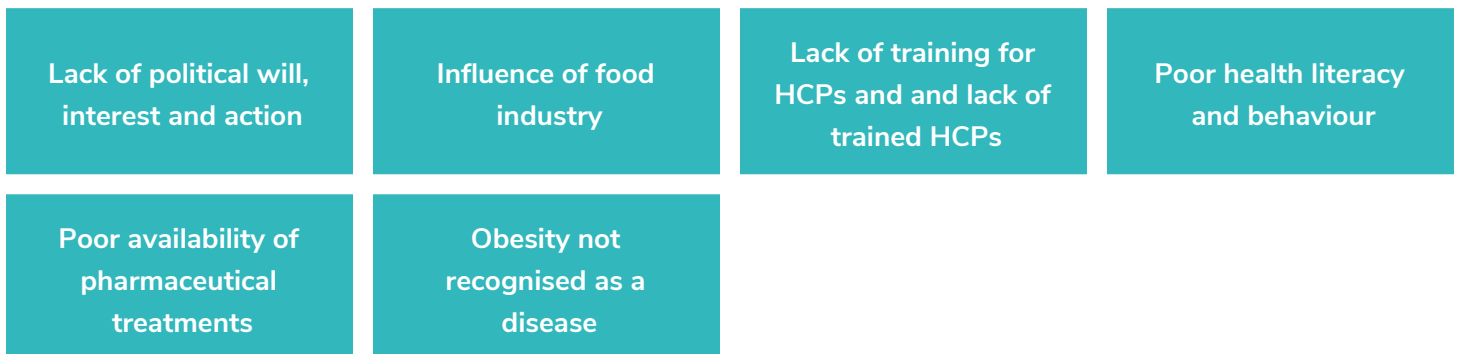 Lack of political will,
interest and action
Influence of food
industry
Lack of training for
HCPs and and lack of
trained HCPs
Poor health literacy
and behaviour
Poor availability of
pharmaceutical
treatments
Obesity not
recognised as a
disease